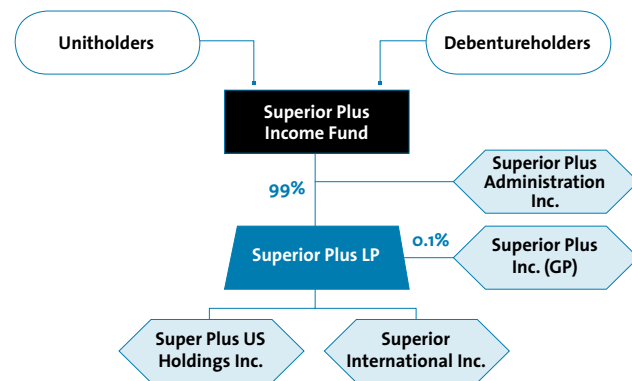 Unitholders
Debentureholders
Superior Plus
Income Fund
99%
Superior Plus
Administration
Inc.
Superior Plus LP
0.1%
Superior Plus
Inc. (GP)
Super Plus US
Holdings Inc.
Superior
International Inc.